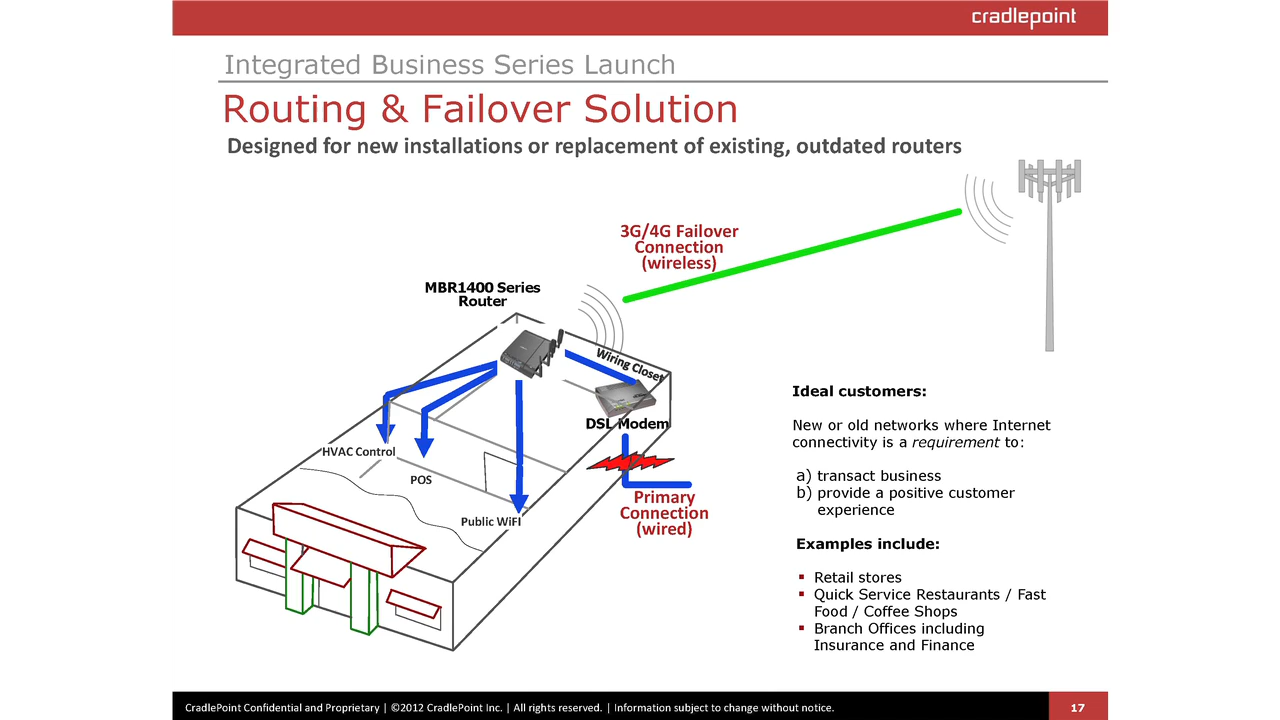 cradlepoint
Integrated Business Series Launch
Routing & Failover Solution
Designed for new installations or replacement of existing, outdated routers
3G/4G Failover
Connection
(wireless)
MBR1400 Series
Router
Wiring Closet
DSL Modem
HVAC Control
POS
Public WiFI
Primary
Connection
(wired)
Ideal customers:
New or old networks where Internet
connectivity is a requirement to:
a) transact business
b) provide a positive customer
experience
Examples include:
▪ Retail stores
▪ Quick Service Restaurants / Fast
Food / Coffee Shops
▪ Branch Offices including
Insurance and Finance
CradlePoint Confidential and Proprietary | ©2012 CradlePoint Inc. | All rights reserved. | Information subject to change without notice.
17